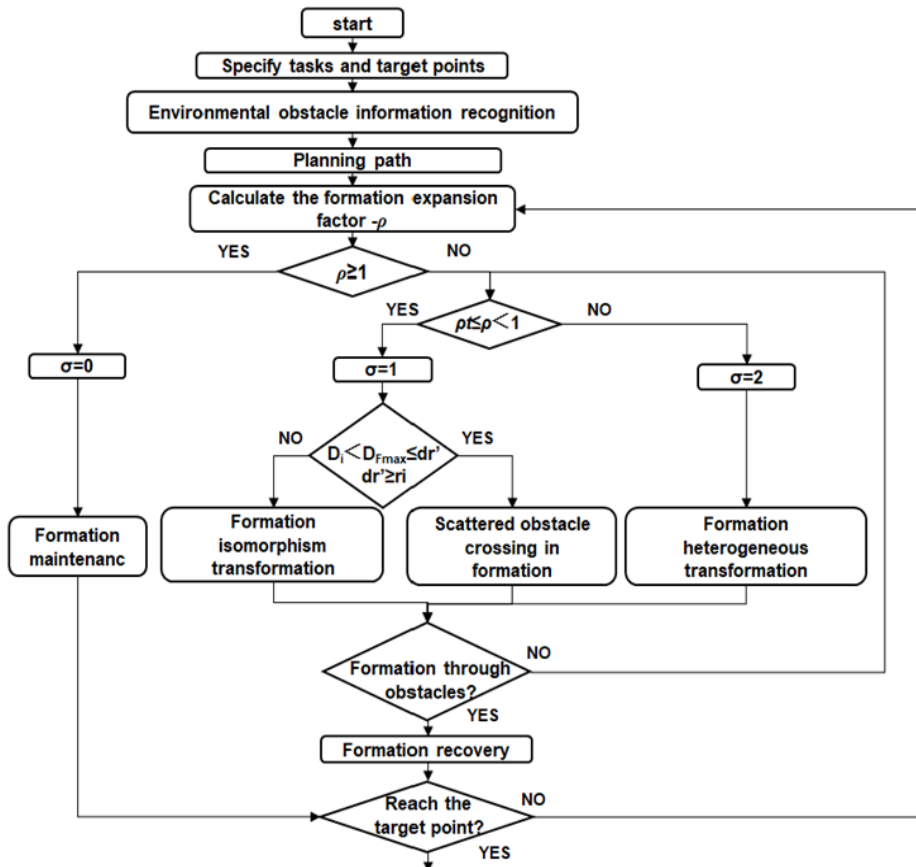 start
Specify tasks and target points
Environmental obstacle information recognition
Planning path
Calculate the formation expansion
factor -ρ
YES
NO
ρ≥1
YES
NO
ρt≤ρ＜1
σ=0
σ=1
σ=2
NO
YES
Di＜DFmax≤dr’
dr’≥ri
Formation
maintenanc
Formation
isomorphism
transformation
Scattered obstacle
crossing in
formation
Formation
heterogeneous
transformation
NO
Formation through
obstacles?
YES
Formation recovery
Reach the
target point?
NO
YES